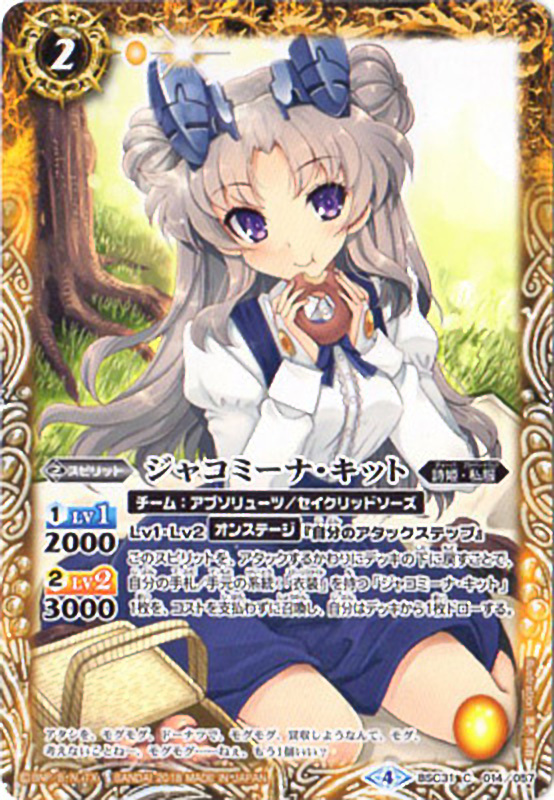 2
②スピリット
ジャコミーナ・キット
詩姫・私服
チーム：アブソリューツ／セイクリッドソーズ
1 LV1
2000
2 LV2
3000
Lv1・Lv2 オンステージ 『自分のアタックステップ』
このスピリットを、アタックするかわりにデッキの下に戻すことで、
自分の手札／手元の系統：「衣装」を持つ「ジャコミーナ・キット」
1枚を、コストを支払わずに召喚し、自分はデッキから1枚ドローする。
アタシを、モグモグ、ドーナツで、モグモグ、買収しようなんて、モグ、
考えないことね…、モグモグ……ねぇ、もう1個いい？
BANDAI 2018 MADE IN JAPAN
4
BSC31 C 014／057